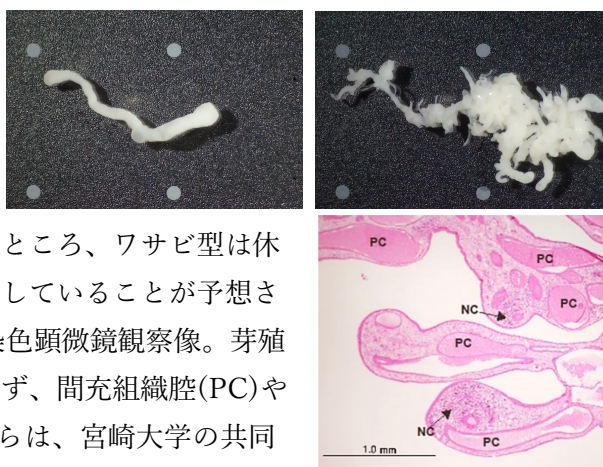 ところ、ワサビ型は休
していることが予想さ
色顕微鏡観察像。芽殖
ず、間充組織腔(PC)や
らは、宮崎大学の共同
PC
PC
NC
PC
PC
NC
PC
1.0 mm